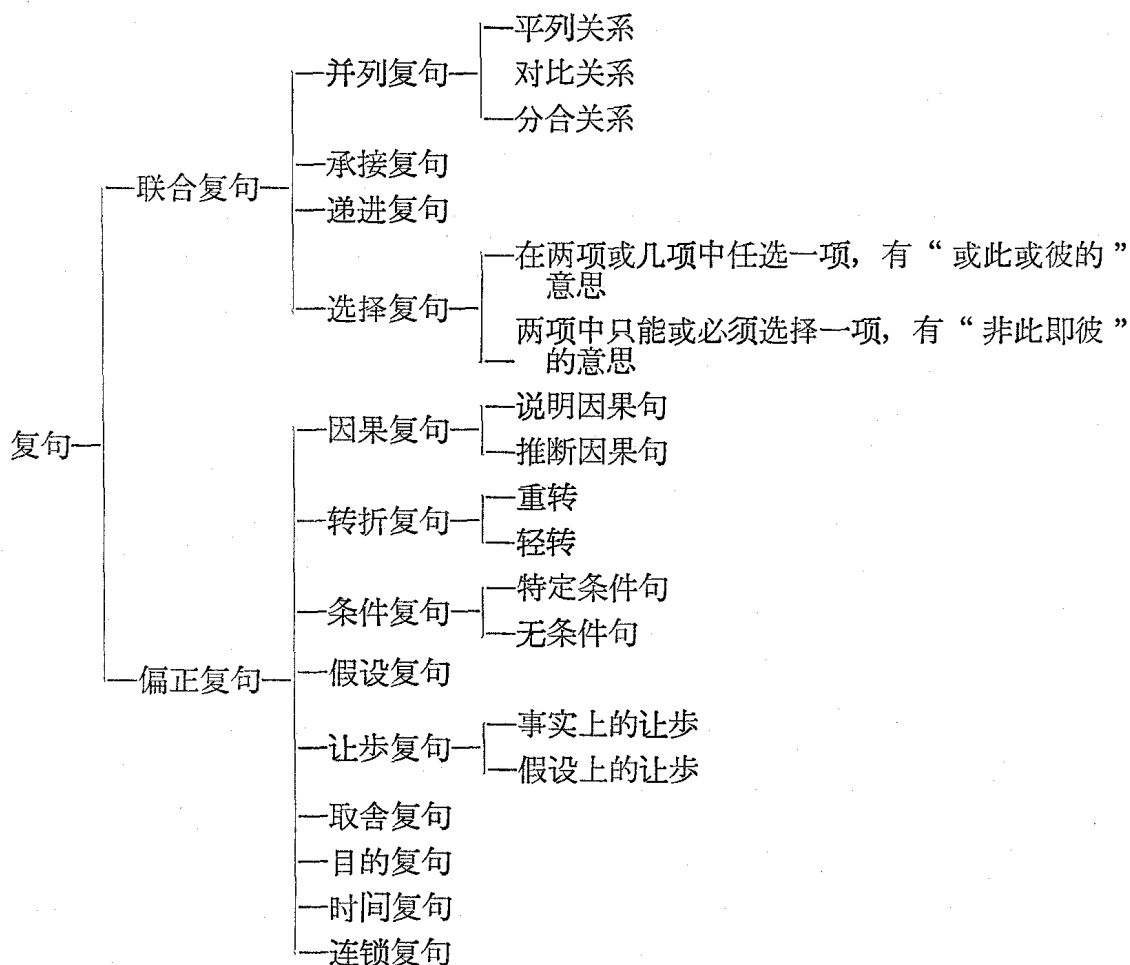 平列关系
并列复句
对比关系
分合关系
承接复句
联合复句
递进复句
在两项或几项中任选一项, 有“或此或彼的”
意思
选择复句
两项中只能或必须选择一项, 有“非此即彼”
的意思
说明因果句
因果复句
复句
推断因果句
重转
转折复句
轻转
特定条件句
条件复句
无条件句
假设复句
偏正复句
事实上的让步
让步复句
假设上的让步
取舍复句
目的复句
时间复句
连锁复句